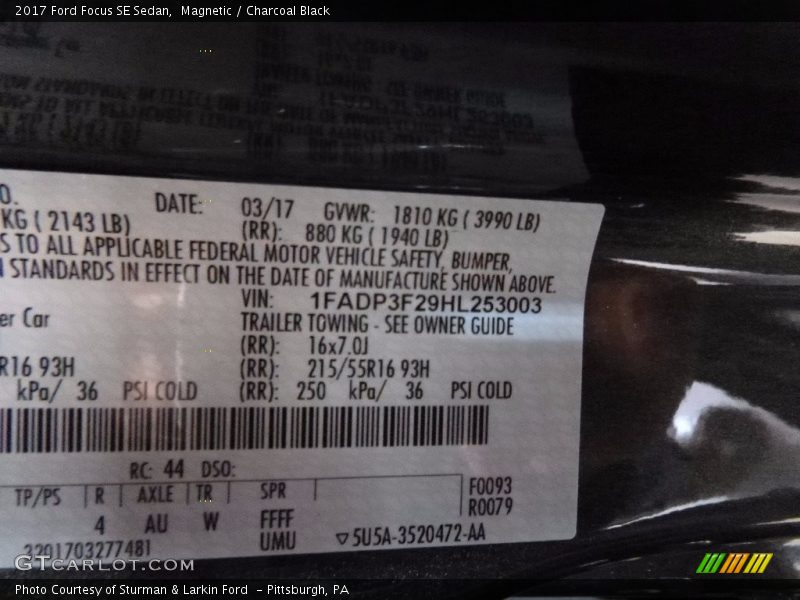 2017 Ford Focus SE Sedan, Magnetic / Charcoal Black
O. DATE: 03/17 GVWR: 1810 KG ( 3990 LB)
KG ( 2143 LB) (RR): 880 KG ( 1940 LB)
S TO ALL APPLICABLE FEDERAL MOTOR VEHICLE SAFETY, BUMPER,
STANDARDS IN EFFECT ON THE DATE OF MANUFACTURE SHOWN ABOVE.
VIN: 1FADP3F29HL253003
er Car TRAILER TOWING - SEE OWNER GUIDE
(RR): 16x7.0J
R16 93H (RR): 215/55R16 93H
kPa/ 36 PSI COLD (RR): 250 kPa/ 36 PSI COLD
RC: 44 DSO:
TP/PS R AXLE TR SPR F0093
R0079
4 AU W FFFF
UMU ▽5U5A-3520472-AA
3201703277481
GTCARLOT.COM
Photo Courtesy of Sturman & Larkin Ford - Pittsburgh, PA